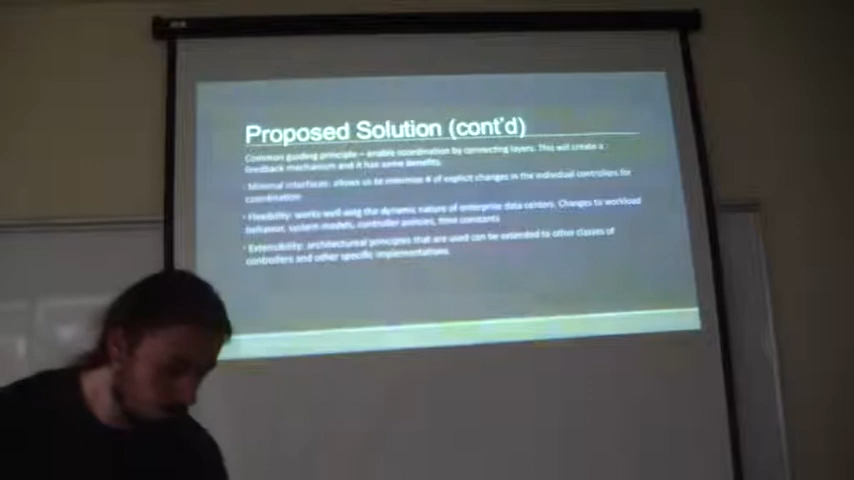 Proposed Solution (cont'd)
Common guiding principle – enable coordination by connecting layers. This will create a
feedback mechanism and it has some benefits.
· Minimal interfaces: allows us to minimize # of explicit changes in the individual controllers for
coordination
· Flexibility: works well wrg the dynamic nature of enterprise data centers. Changes to workload
behavior, system models, controller policies, time constants
· Extensibility: architectural principles that are used can be extended to other classes of
controllers and other specific implementations.